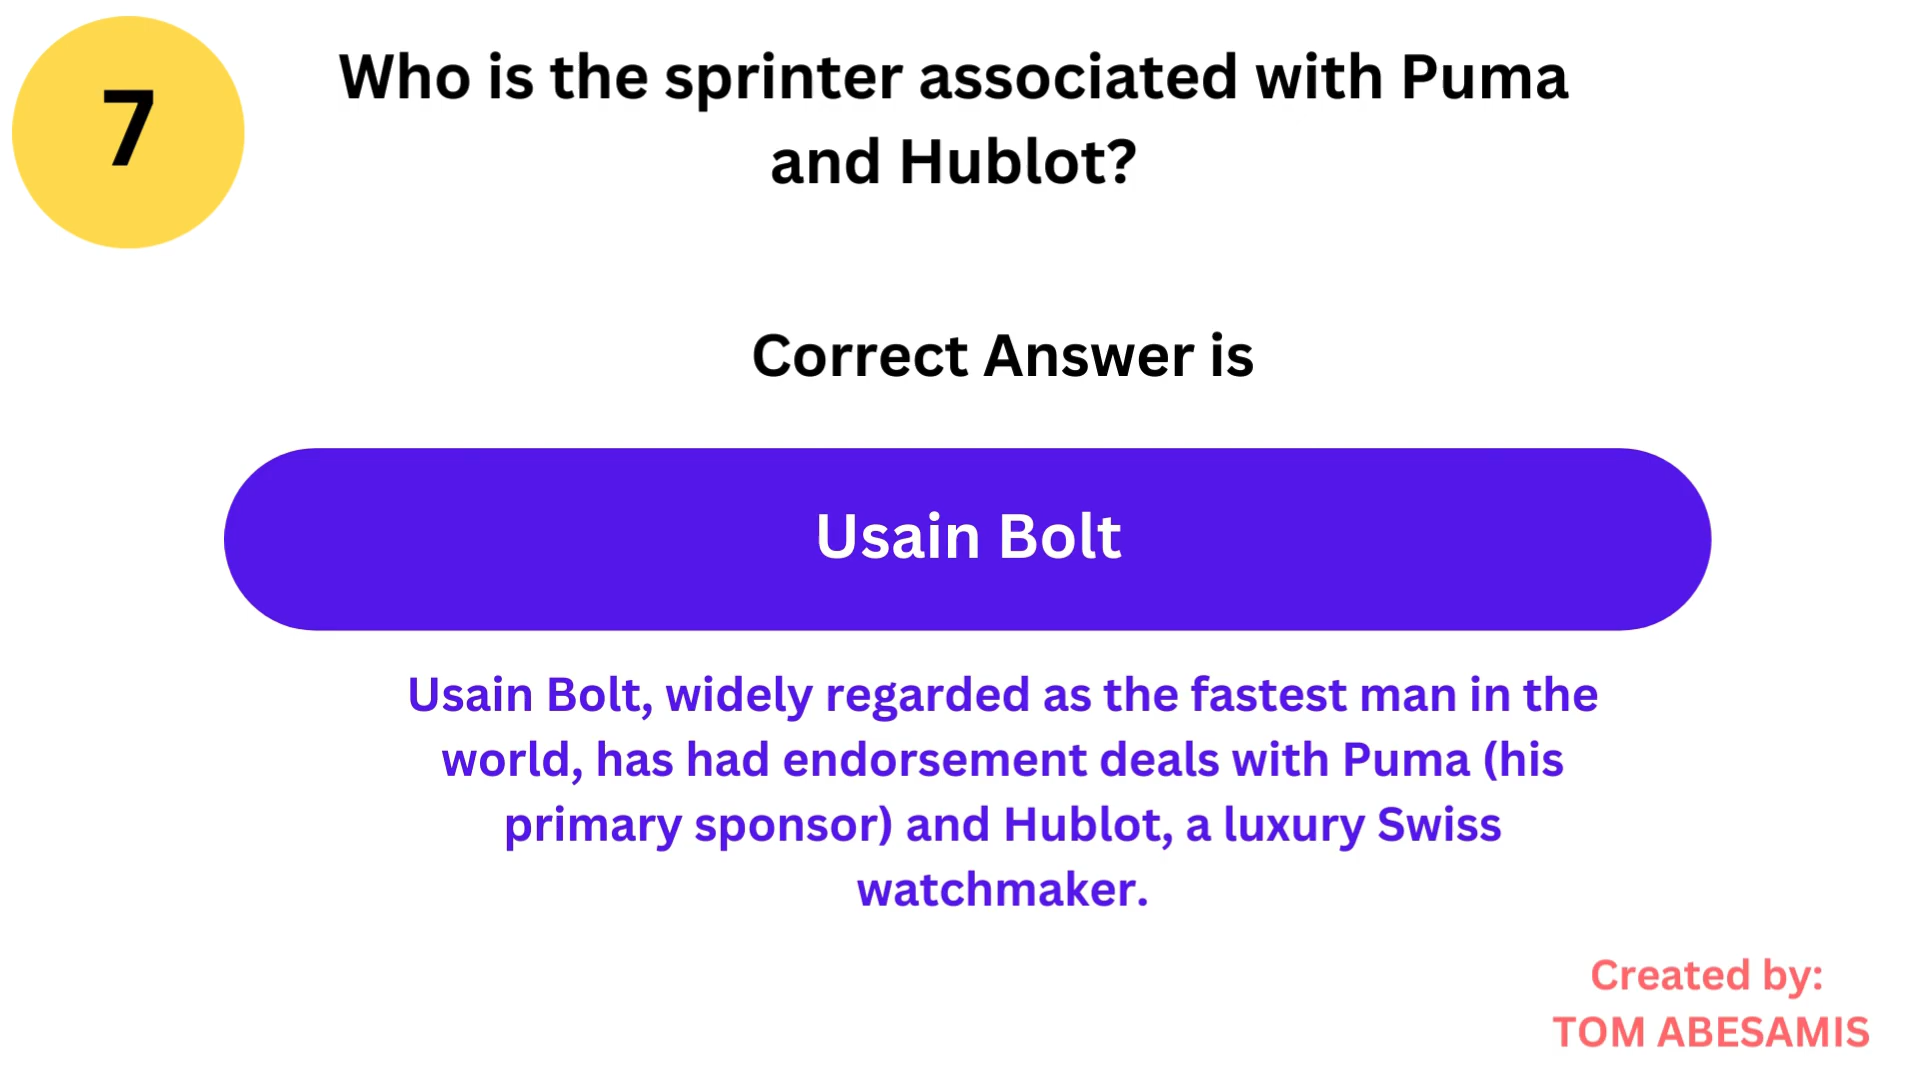 7
Who is the sprinter associated with Puma
and Hublot?
Correct Answer is
Usain Bolt
Usain Bolt, widely regarded as the fastest man in the
world, has had endorsement deals with Puma (his
primary sponsor) and Hublot, a luxury Swiss
watchmaker.
Created by:
TOM ABESAMIS